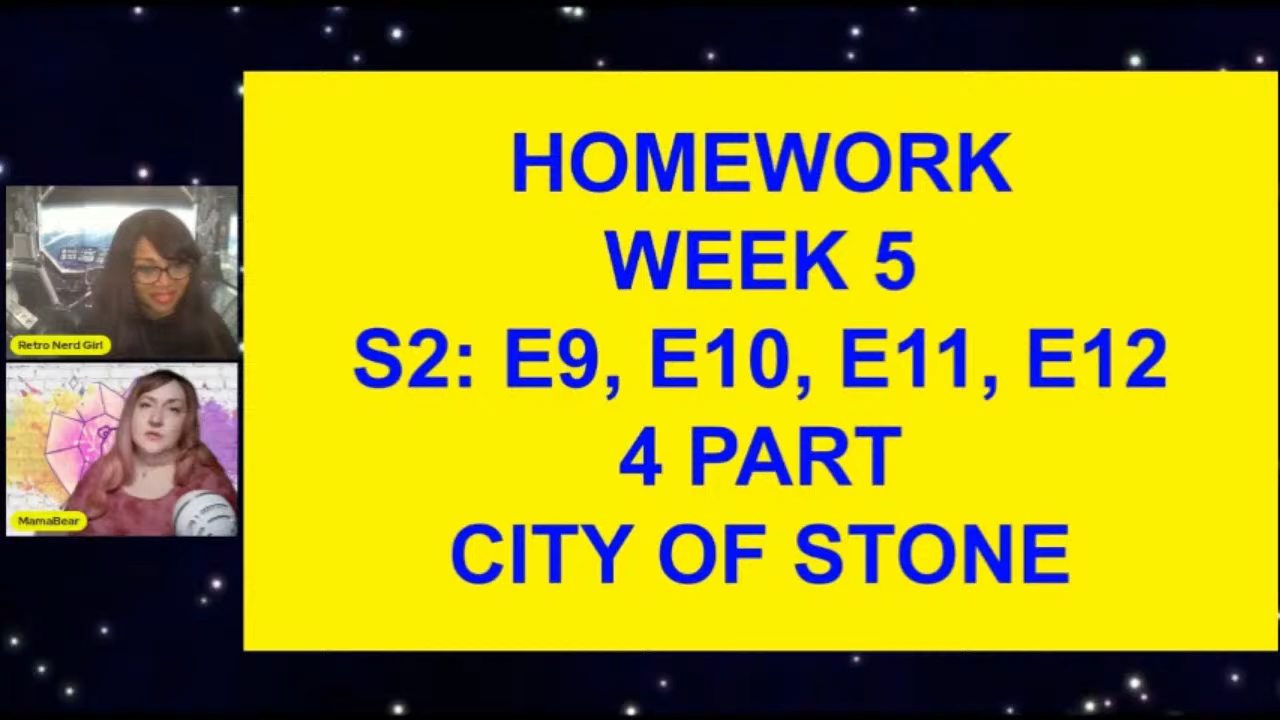 HOMEWORK
WEEK 5
S2: E9, E10, E11, E12
4 PART
CITY OF STONE
Retro Nerd Girl
MamaBear